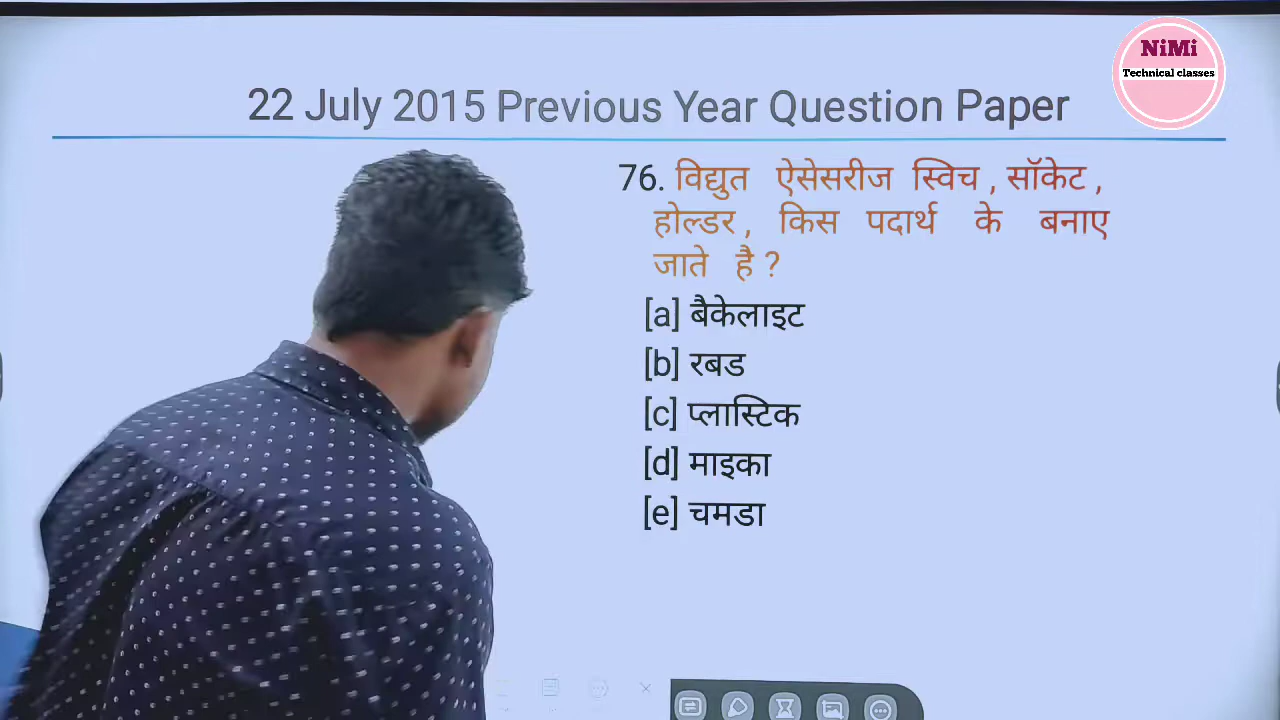 NiMi
Technical classes
22 July 2015 Previous Year Question Paper
76. विद्युत ऐसेसरीज स्विच , सॉकेट ,
होल्डर , किस पदार्थ के बनाए
जाते है ?
[a] बैकेलाइट
[b] रबड
[c] प्लास्टिक
[d] माइका
[e] चमडा